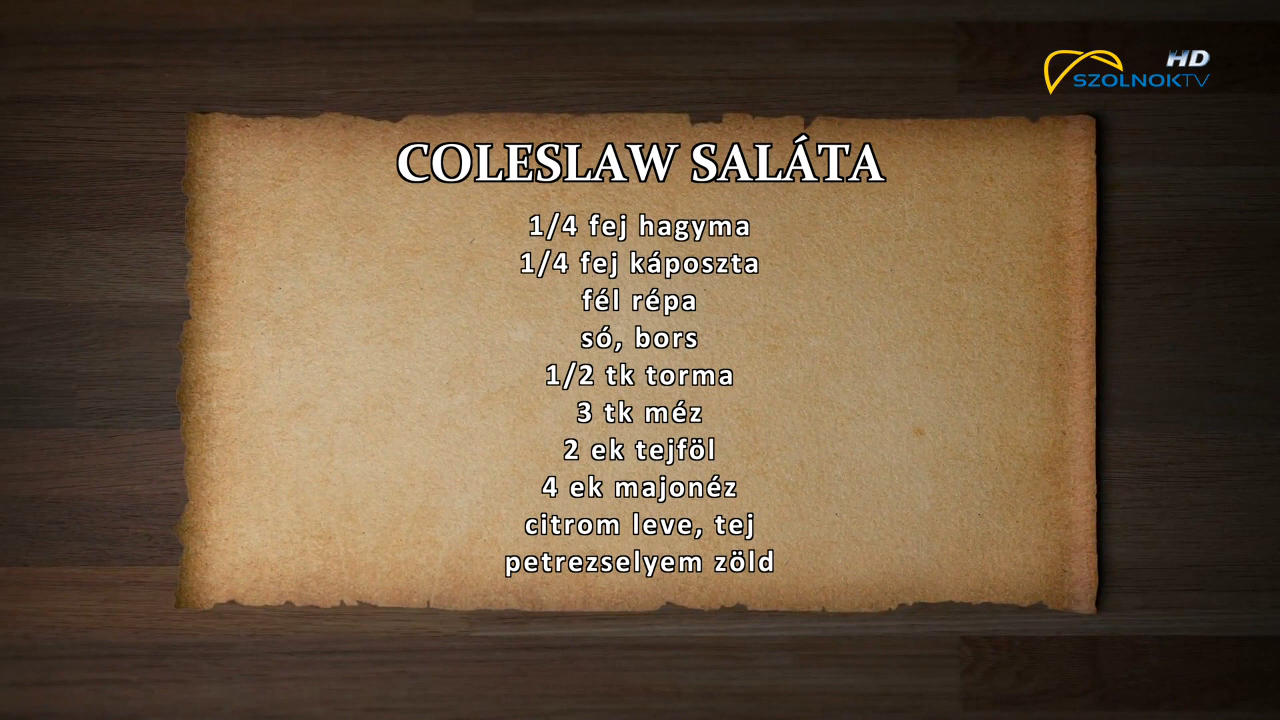 HD
SZOLNOKTV
COLESLAW SALÁTA
1/4 fej hagyma
1/4 fej káposzta
fél répa
só, bors
1/2 tk torma
3 tk méz
2 ek tejföl
4 ek majonéz
citrom leve, tej
petrezselyem zöld